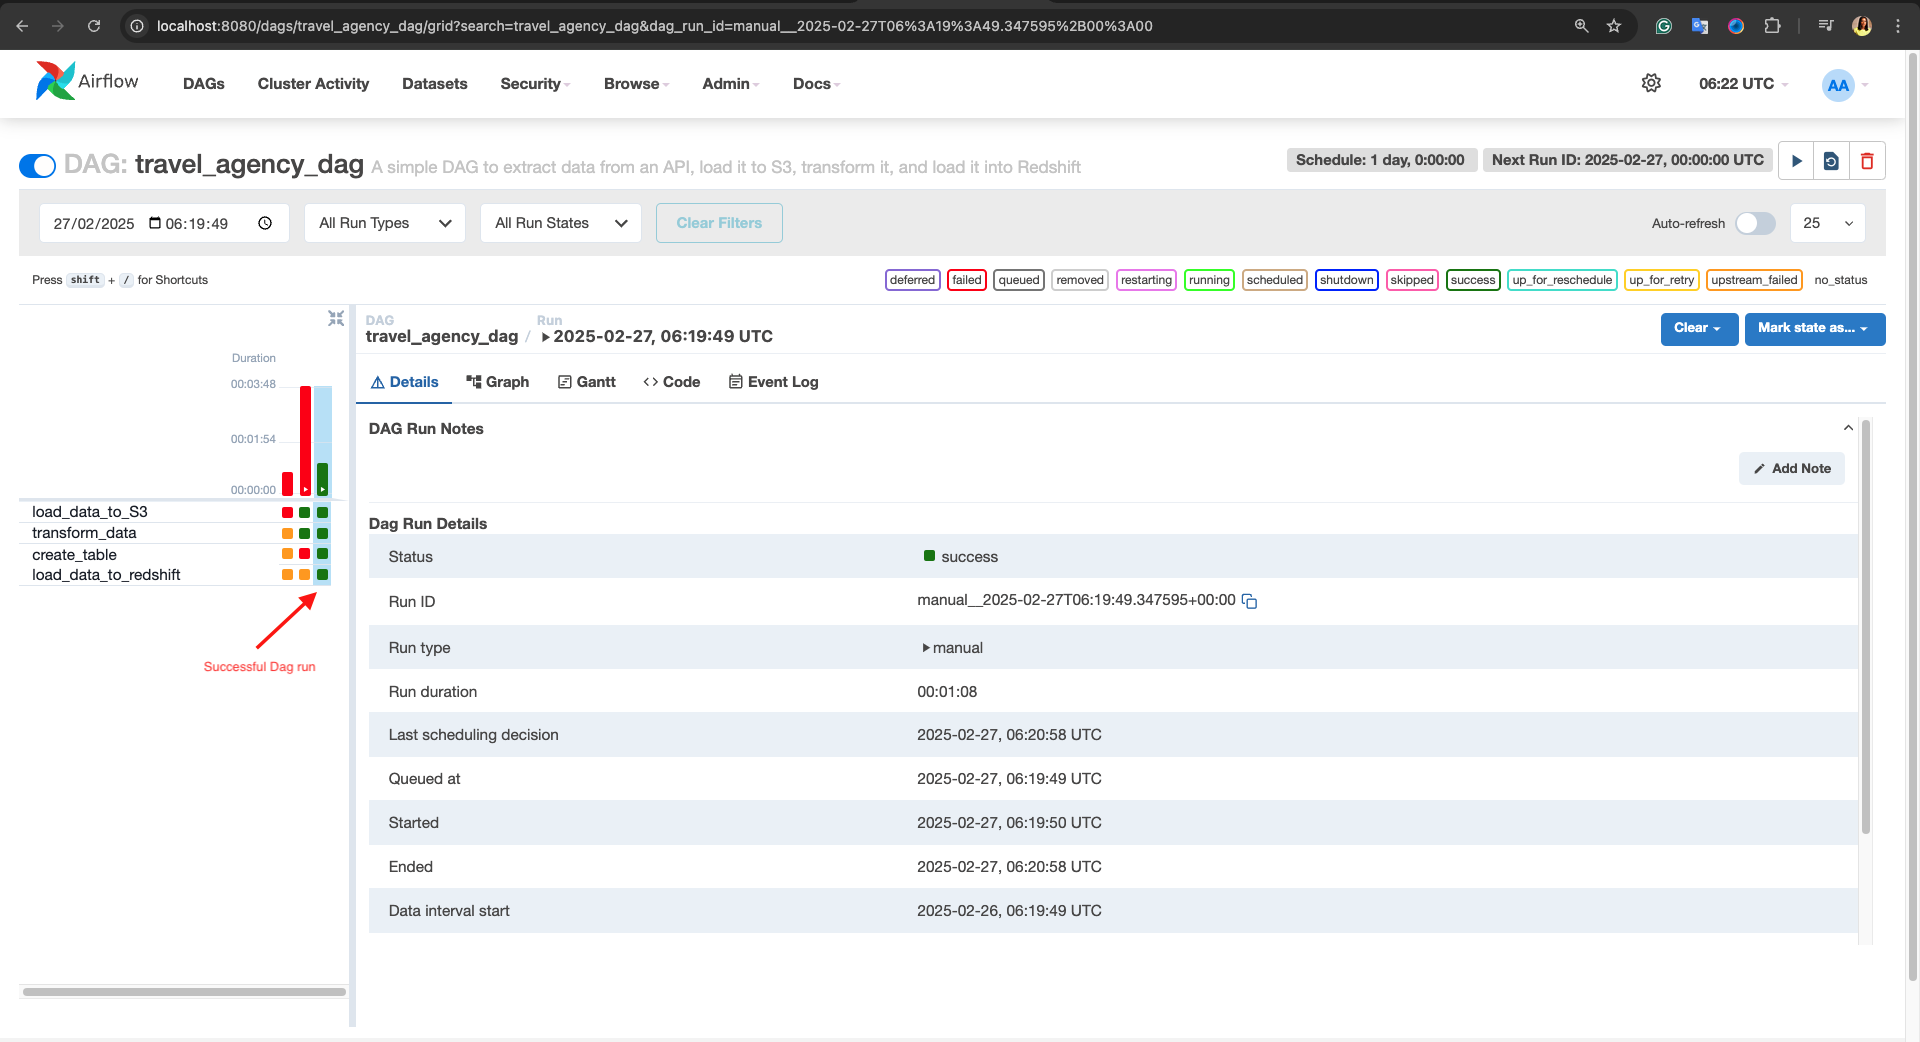 localhost:8080/dags/travel_agency_dag/grid?search=travel_agency_dag&dag_run_id=manual__2025-02-27T06%3A19%3A49.347595%2B00%3A00
Airflow DAGs Cluster Activity Datasets Security Browse Admin Docs 06:22 UTC AA
DAG: travel_agency_dag A simple DAG to extract data from an API, load it to S3, transform it, and load it into Redshift Schedule: 1 day, 0:00:00 Next Run ID: 2025-02-27, 00:00:00 UTC
27/02/2025 06:19:49 All Run Types All Run States Clear Filters Auto-refresh 25
Press shift + / for Shortcuts deferred failed queued removed restarting running scheduled shutdown skipped success up_for_reschedule up_for_retry upstream_failed no_status
DAG Run
travel_agency_dag / 2025-02-27, 06:19:49 UTC Clear Mark state as...
Duration
00:03:48
00:01:54
00:00:00
load_data_to_S3
transform_data
create_table
load_data_to_redshift
Successful Dag run
Details Graph Gantt Code Event Log
DAG Run Notes
Add Note
Dag Run Details
Status success
Run ID manual__2025-02-27T06:19:49.347595+00:00
Run type manual
Run duration 00:01:08
Last scheduling decision 2025-02-27, 06:20:58 UTC
Queued at 2025-02-27, 06:19:49 UTC
Started 2025-02-27, 06:19:50 UTC
Ended 2025-02-27, 06:20:58 UTC
Data interval start 2025-02-26, 06:19:49 UTC